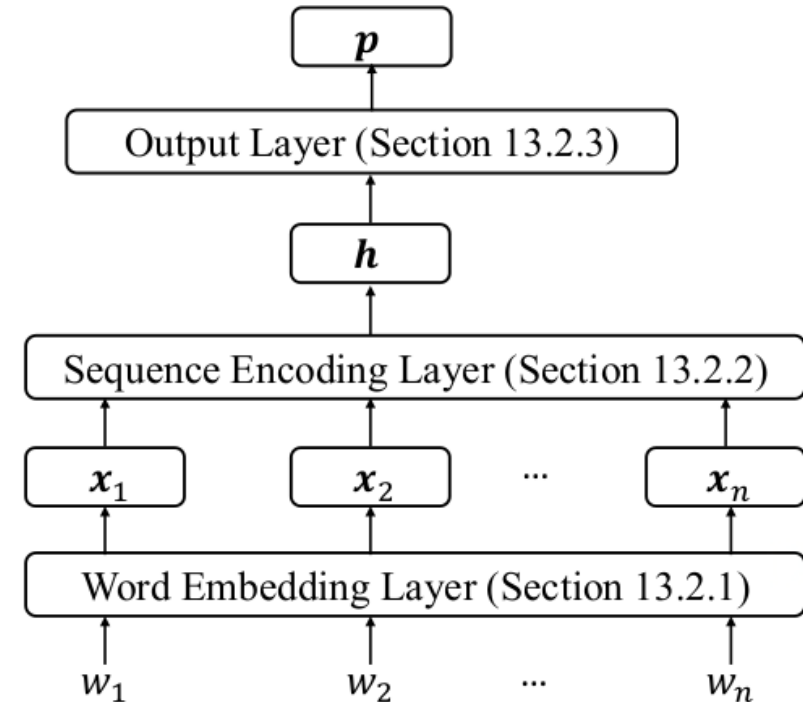 p
Output Layer (Section 13.2.3)
h
Sequence Encoding Layer (Section 13.2.2)
x₁ x₂ ... xₙ
Word Embedding Layer (Section 13.2.1)
w₁ w₂ ... wₙ